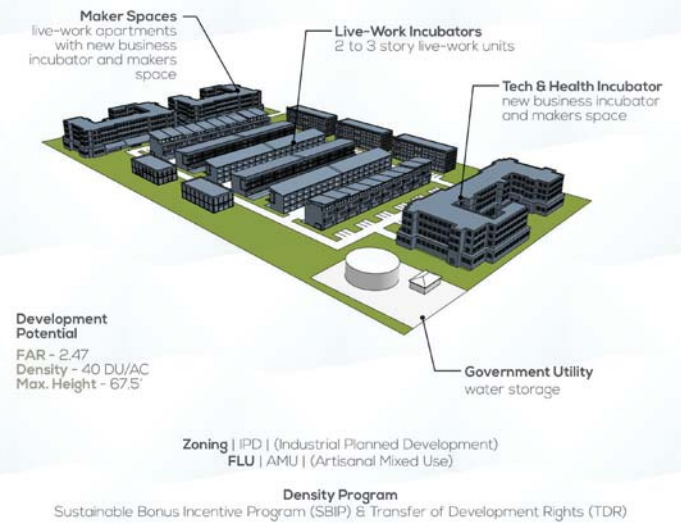 Maker Spaces
live-work apartments
with new business
incubator and makers
space
Live-Work Incubators
2 to 3 story live-work units
Tech & Health Incubator
new business incubator
and makers space
Development
Potential
FAR - 2.47
Density - 40 DU/AC
Max. Height - 67.5'
Government Utility
water storage
Zoning | IPD | (Industrial Planned Development)
FLU | AMU | (Artisanal Mixed Use)
Density Program
Sustainable Bonus Incentive Program (SBIP) & Transfer of Development Rights (TDR)